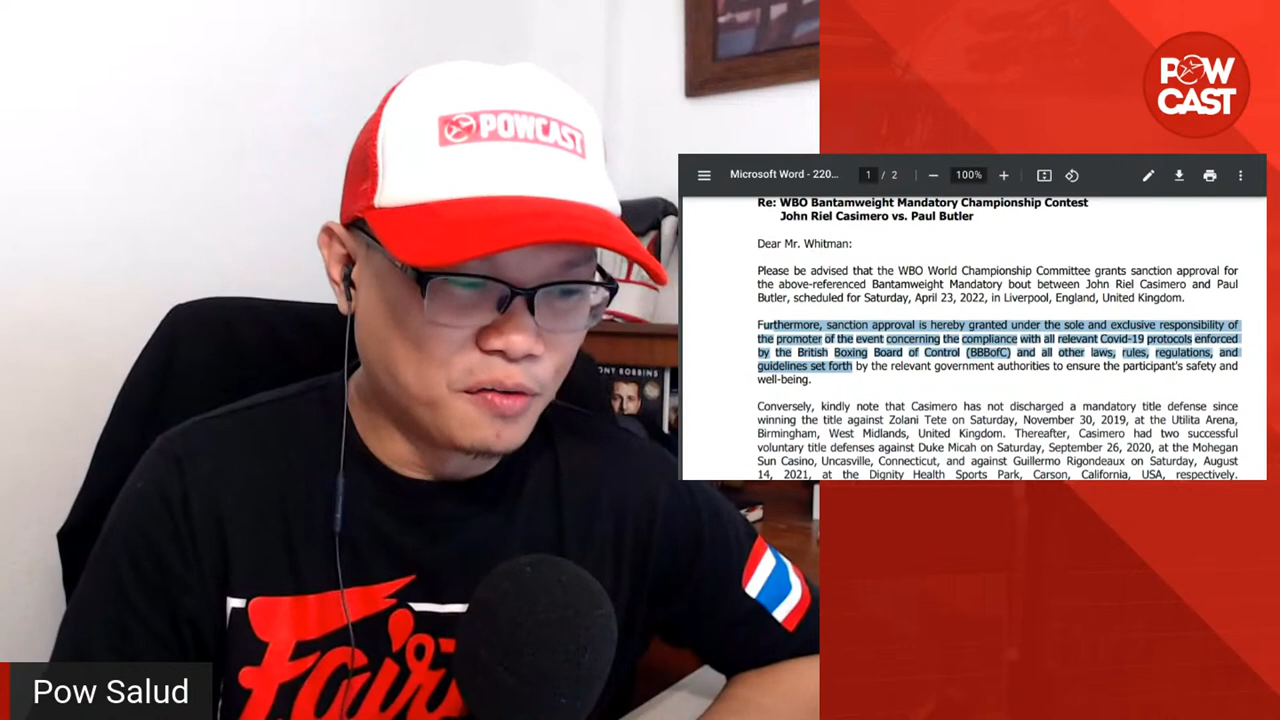 POWCAST
POW
CAST
Microsoft Word - 220...
1 / 2
100%
Re: WBO Bantamweight Mandatory Championship Contest
John Riel Casimero vs. Paul Butler
Dear Mr. Whitman:
Please be advised that the WBO World Championship Committee grants sanction approval for
the above-referenced Bantamweight Mandatory bout between John Riel Casimero and Paul
Butler, scheduled for Saturday, April 23, 2022, in Liverpool, England, United Kingdom.
Furthermore, sanction approval is hereby granted under the sole and exclusive responsibility of
the promoter of the event concerning the compliance with all relevant Covid-19 protocols enforced
by the British Boxing Board of Control (BBBofC) and all other laws, rules, regulations, and
guidelines set forth by the relevant government authorities to ensure the participant's safety and
well-being.
Conversely, kindly note that Casimero has not discharged a mandatory title defense since
winning the title against Zolani Tete on Saturday, November 30, 2019, at the Utilita Arena,
Birmingham, West Midlands, United Kingdom. Thereafter, Casimero had two successful
voluntary title defenses against Duke Micah on Saturday, September 26, 2020, at the Mohegan
Sun Casino, Uncasville, Connecticut, and against Guillermo Rigondeaux on Saturday, August
14, 2021, at the Dignity Health Sports Park, Carson, California, USA, respectively.
ONY ROBBINS
Fair
Pow Salud